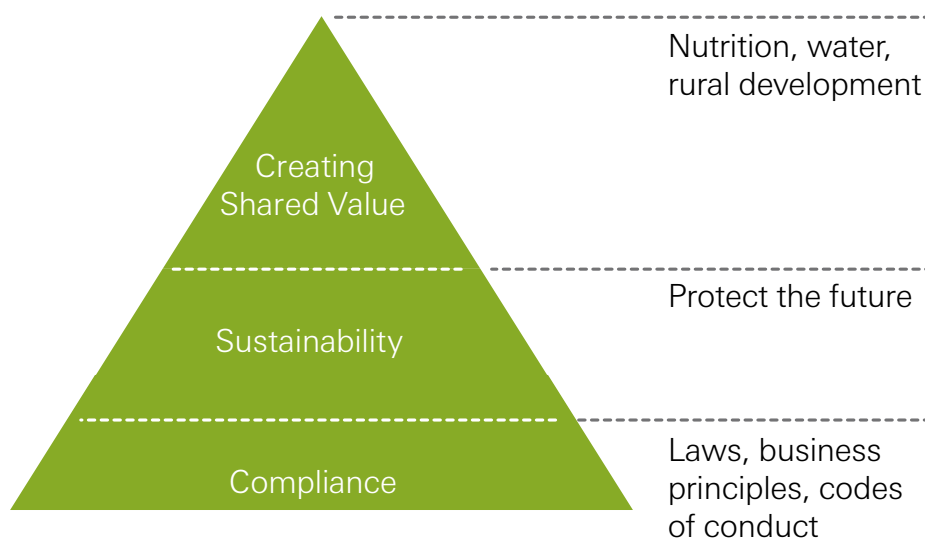 Nutrition, water,
rural development
Creating
Shared Value
Protect the future
Sustainability
Laws, business
principles, codes
of conduct
Compliance